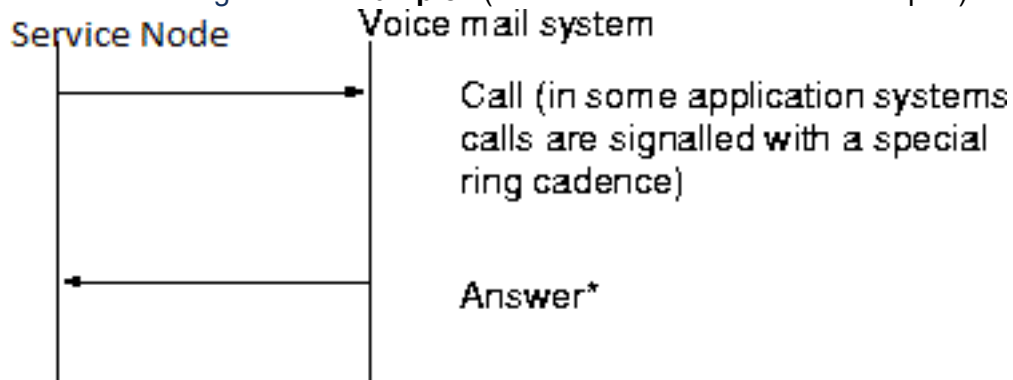 Service Node
Voice mail system
Call (in some application systems
calls are signalled with a special
ring cadence)
Answer*